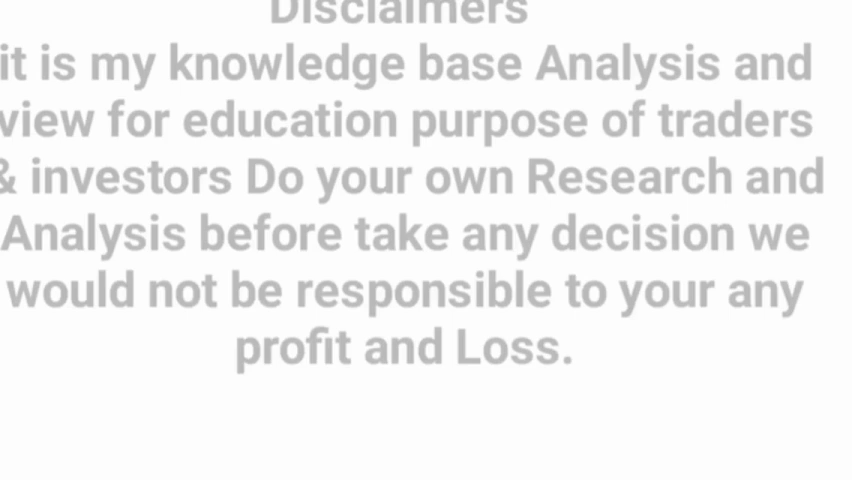 Disclaimers
it is my knowledge base Analysis and
view for education purpose of traders
& investors Do your own Research and
Analysis before take any decision we
would not be responsible to your any
profit and Loss.